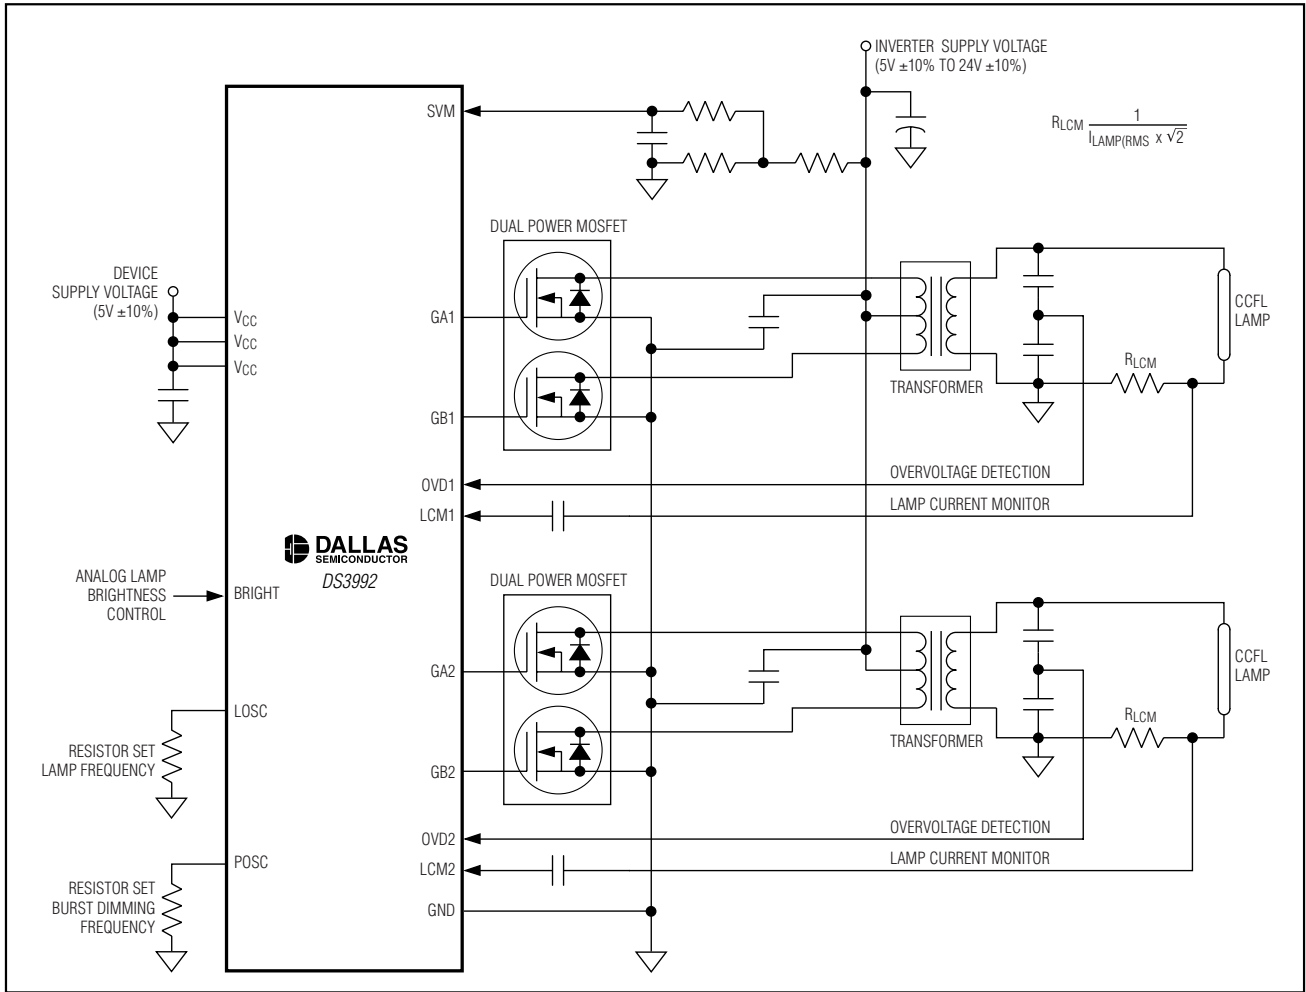 INVERTER SUPPLY VOLTAGE
(5V ±10% TO 24V ±10%)
R_LCM 1 / I_LAMP(RMS x √2
SVM
DUAL POWER MOSFET
DEVICE
SUPPLY VOLTAGE
(5V ±10%)
VCC
VCC
VCC
GA1
GB1
TRANSFORMER
RLCM
CCFL
LAMP
OVD1
OVERVOLTAGE DETECTION
LCM1
LAMP CURRENT MONITOR
DALLAS
SEMICONDUCTOR
DS3992
ANALOG LAMP
BRIGHTNESS
CONTROL
BRIGHT
DUAL POWER MOSFET
GA2
GB2
TRANSFORMER
RLCM
CCFL
LAMP
LOSC
RESISTOR SET
LAMP FREQUENCY
OVD2
OVERVOLTAGE DETECTION
POSC
LCM2
LAMP CURRENT MONITOR
RESISTOR SET
BURST DIMMING
FREQUENCY
GND